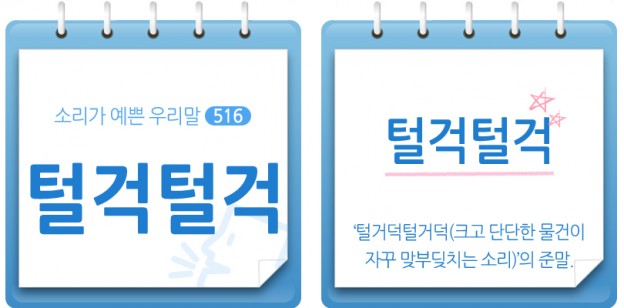 소리가 예쁜 우리말 516
털걱털걱
털걱털걱
‘털거덕털거덕(크고 단단한 물건이
자꾸 맞부딪치는 소리)’의 준말.